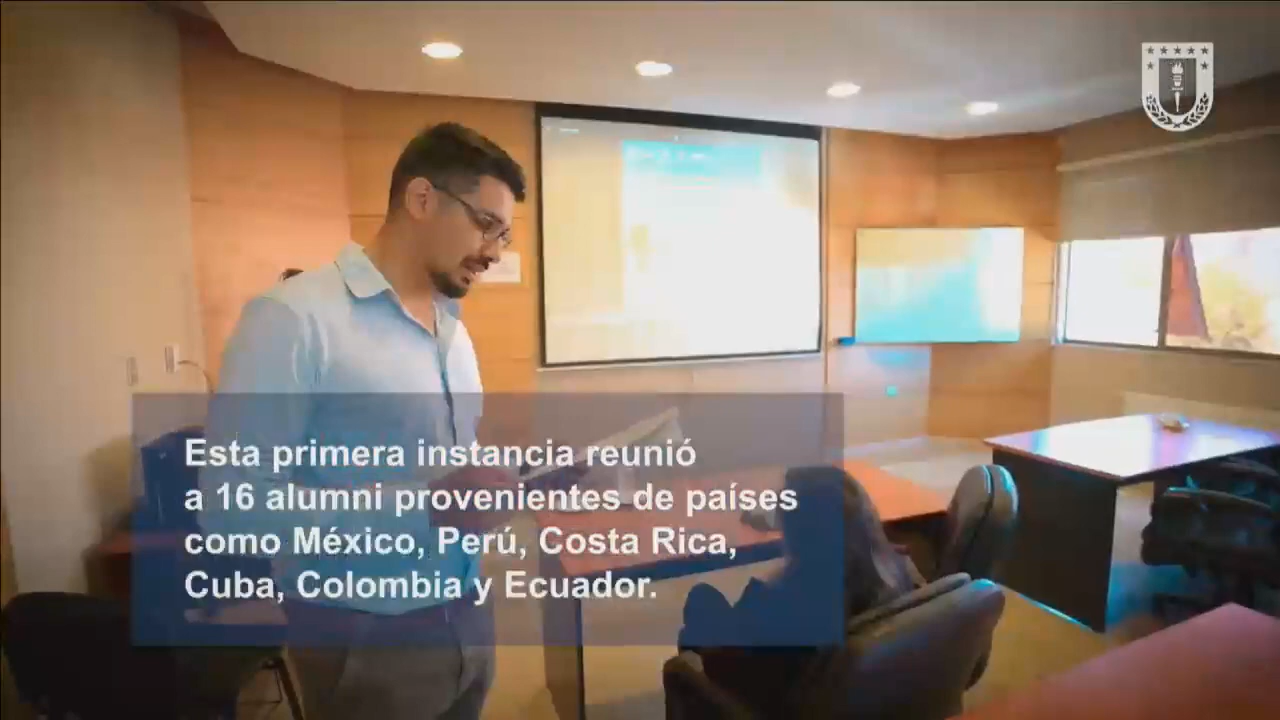 Esta primera instancia reunió
a 16 alumni provenientes de países
como México, Perú, Costa Rica,
Cuba, Colombia y Ecuador.